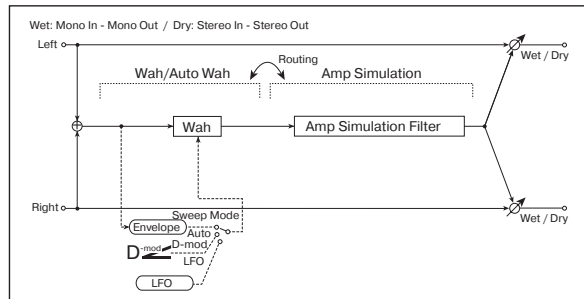 Wet: Mono In - Mono Out / Dry: Stereo In - Stereo Out
Left
Wet / Dry
Routing
Wah/Auto Wah
Amp Simulation
Wah
Amp Simulation Filter
Right
Wet / Dry
Sweep Mode
Envelope
Auto
D-mod
D-mod
LFO
LFO